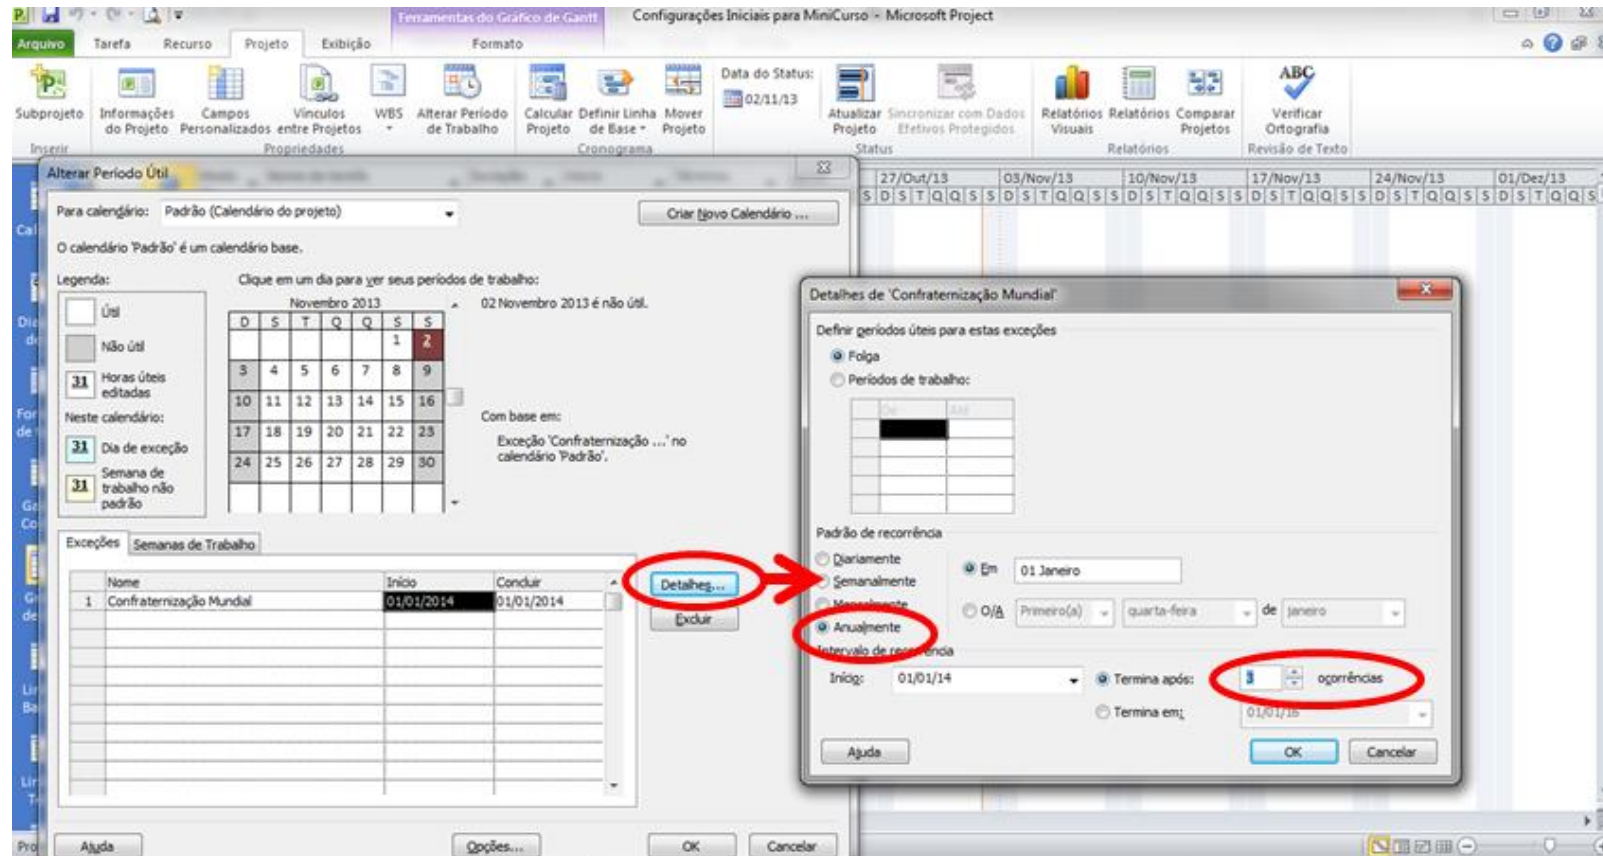 Ferramentas do Gráfico de Gantt
Configurações Iniciais para MiniCurso - Microsoft Project
Arquivo Tarefa Recurso Projeto Exibição Formato
Data do Status:
02/11/13
ABC
Subprojeto
Informações do Projeto
Campos Personalizados
Vínculos entre Projetos
WBS
Alterar Período de Trabalho
Calcular Projeto
Definir Linha de Base
Mover Projeto
Atualizar Projeto
Sincronizar com Dados Efetivos Protegidos
Relatórios Visuais
Relatórios
Comparar Projetos
Verificar Ortografia
Inserir Propriedades Cronograma Status Relatórios Revisão de Texto
27/Out/13 03/Nov/13 10/Nov/13 17/Nov/13 24/Nov/13 01/Dez/13
S D S T Q Q S S D S T Q Q S S D S T Q Q S S D S T Q Q S S D S T Q Q S S D S T Q Q S
Alterar Período Útil
Para calendário: Padrão (Calendário do projeto)
Criar Novo Calendário ...
O calendário 'Padrão' é um calendário base.
Legenda:
Útil
Não útil
31 Horas úteis
editadas
Neste calendário:
31 Dia de exceção
31 Semana de
trabalho não
padrão
Clique em um dia para ver seus períodos de trabalho:
Novembro 2013
D S T Q Q S S
1 2
3 4 5 6 7 8 9
10 11 12 13 14 15 16
17 18 19 20 21 22 23
24 25 26 27 28 29 30
02 Novembro 2013 é não útil.
Com base em:
Exceção 'Confraternização ...' no
calendário 'Padrão'.
Exceções Semanas de Trabalho
Nome Início Concluir
1 Confraternização Mundial 01/01/2014 01/01/2014
Detalhes...
Excluir
Ajuda Opções... OK Cancelar
Detalhes de 'Confraternização Mundial'
Definir períodos úteis para estas exceções
Folga
Períodos de trabalho:
De Até
Padrão de recorrência
Diariamente
Semanalmente
Mensalmente
Anualmente
Em 01 Janeiro
O/A Primeiro(a) quarta-feira de janeiro
Intervalo de recorrência
Início: 01/01/14
Termina após: 3 ocorrências
Termina em: 01/01/16
Ajuda OK Cancelar